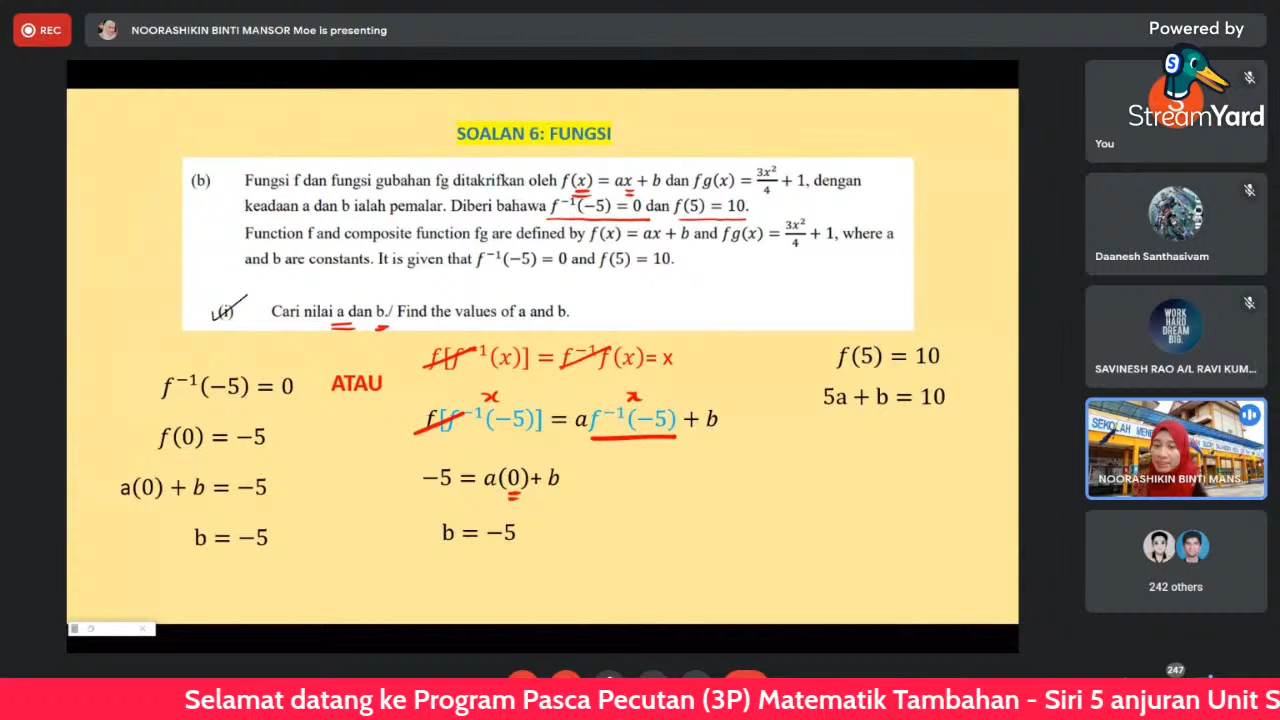 REC
NOORASHIKIN BINTI MANSOR Moe is presenting
Powered by
StreamYard
You
SOALAN 6: FUNGSI
(b) Fungsi f dan fungsi gubahan fg ditakrifkan oleh f(x) = ax + b dan fg(x) = 3x²/4 + 1, dengan
keadaan a dan b ialah pemalar. Diberi bahawa f⁻¹(−5) = 0 dan f(5) = 10.
Function f and composite function fg are defined by f(x) = ax + b and fg(x) = 3x²/4 + 1, where a
and b are constants. It is given that f⁻¹(−5) = 0 and f(5) = 10.
(i) Cari nilai a dan b./ Find the values of a and b.
f⁻¹(−5) = 0
f(0) = −5
a(0) + b = −5
b = −5
ATAU
f[f⁻¹(x)] = f⁻¹f(x)= x
x x
f[f⁻¹(−5)] = af⁻¹(−5) + b
−5 = a(0)+ b
b = −5
f(5) = 10
5a + b = 10
Daanesh Santhasivam
WORK
HARD
DREAM
BIG.
SAVINESH RAO A/L RAVI KUM...
SEKOLAH
NOORASHIKIN BINTI MANS...
242 others
247
Selamat datang ke Program Pasca Pecutan (3P) Matematik Tambahan - Siri 5 anjuran Unit S